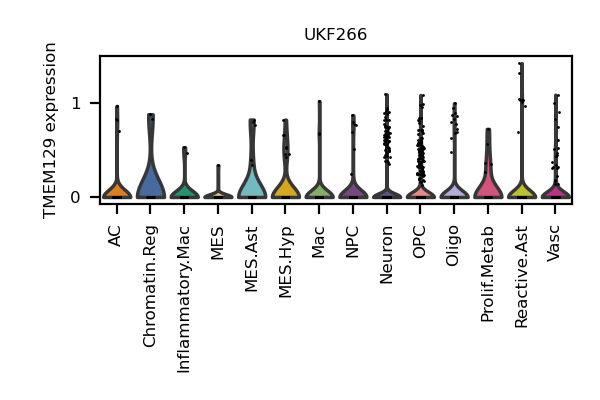 UKF266
TMEM129 expression
1
0
AC
Chromatin.Reg
Inflammatory.Mac
MES
MES.Ast
MES.Hyp
Mac
NPC
Neuron
OPC
Oligo
Prolif.Metab
Reactive.Ast
Vasc